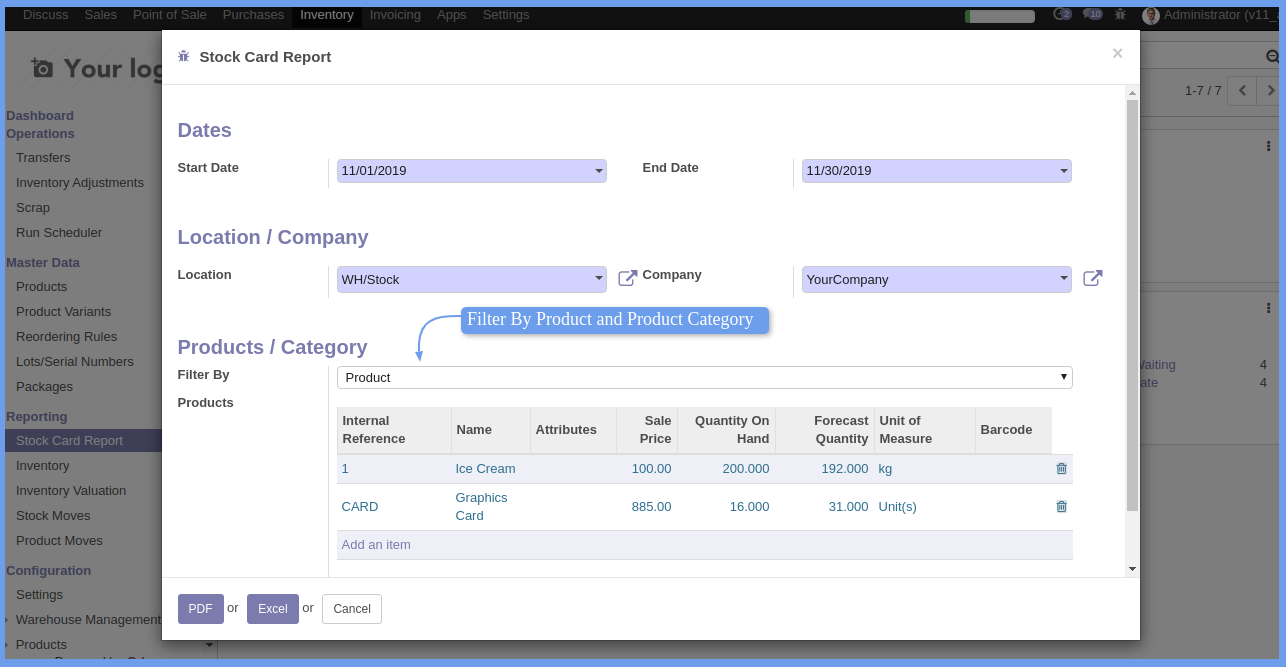 Discuss Sales Point of Sale Purchases Inventory Invoicing Apps Settings 2 10 Administrator (v11_
Your log
Stock Card Report ×
1-7 / 7
Dashboard
Operations
Transfers
Inventory Adjustments
Scrap
Run Scheduler
Master Data
Products
Product Variants
Reordering Rules
Lots/Serial Numbers
Packages
Reporting
Stock Card Report
Inventory
Inventory Valuation
Stock Moves
Product Moves
Configuration
Settings
Warehouse Management
Products
Dates
Start Date 11/01/2019 End Date 11/30/2019
Location / Company
Location WH/Stock Company YourCompany
Filter By Product and Product Category
Products / Category
Filter By Product
Products
Internal Reference Name Attributes Sale Price Quantity On Hand Forecast Quantity Unit of Measure Barcode
1 Ice Cream 100.00 200.000 192.000 kg
CARD Graphics Card 885.00 16.000 31.000 Unit(s)
Add an item
PDF or Excel or Cancel
Vaiting 4
ate 4